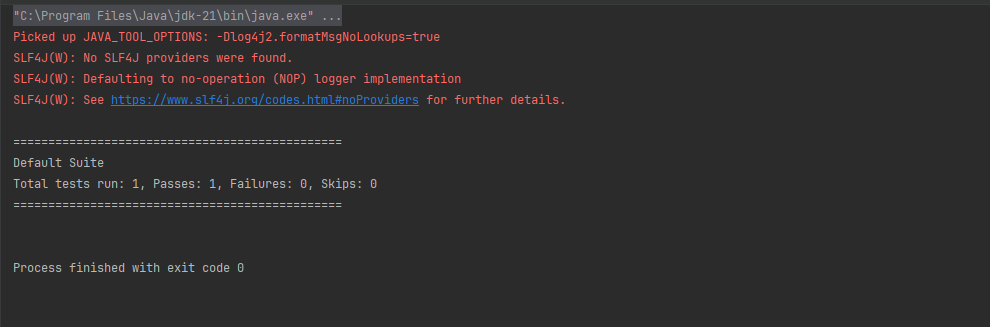 "C:\Program Files\Java\jdk-21\bin\java.exe" ...
Picked up JAVA_TOOL_OPTIONS: -Dlog4j2.formatMsgNoLookups=true
SLF4J(W): No SLF4J providers were found.
SLF4J(W): Defaulting to no-operation (NOP) logger implementation
SLF4J(W): See https://www.slf4j.org/codes.html#noProviders for further details.
===============================================
Default Suite
Total tests run: 1, Passes: 1, Failures: 0, Skips: 0
===============================================
Process finished with exit code 0